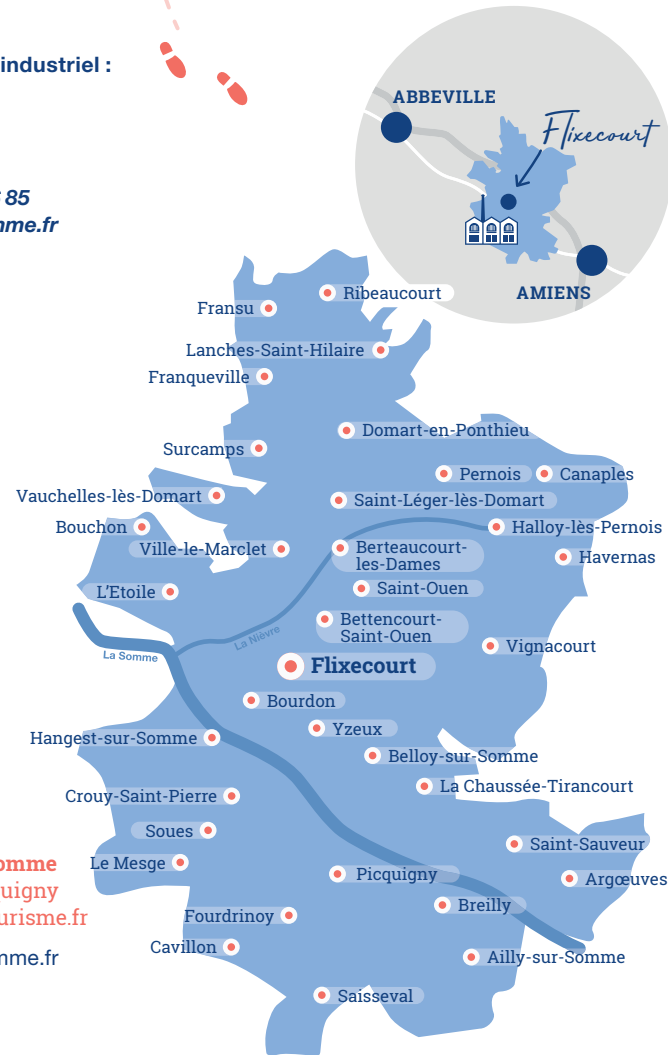 industriel :
ABBEVILLE
Flixecourt
85
mme.fr
AMIENS
Ribeaucourt
Fransu
Lanches-Saint-Hilaire
Franqueville
Domart-en-Ponthieu
Surcamps
Pernois
Canaples
Vauchelles-lès-Domart
Saint-Léger-lès-Domart
Bouchon
Halloy-lès-Pernois
Ville-le-Marclet
Berteaucourt-
les-Dames
Havernas
L'Etoile
Saint-Ouen
Bettencourt-
Saint-Ouen
La Nièvre
Vignacourt
La Somme
Flixecourt
Bourdon
Yzeux
Hangest-sur-Somme
Belloy-sur-Somme
La Chaussée-Tirancourt
Crouy-Saint-Pierre
Soues
Saint-Sauveur
Le Mesge
omme
Picquigny
Argœuves
uigny
Breilly
urisme.fr
Fourdrinoy
Cavillon
mme.fr
Ailly-sur-Somme
Saisseval